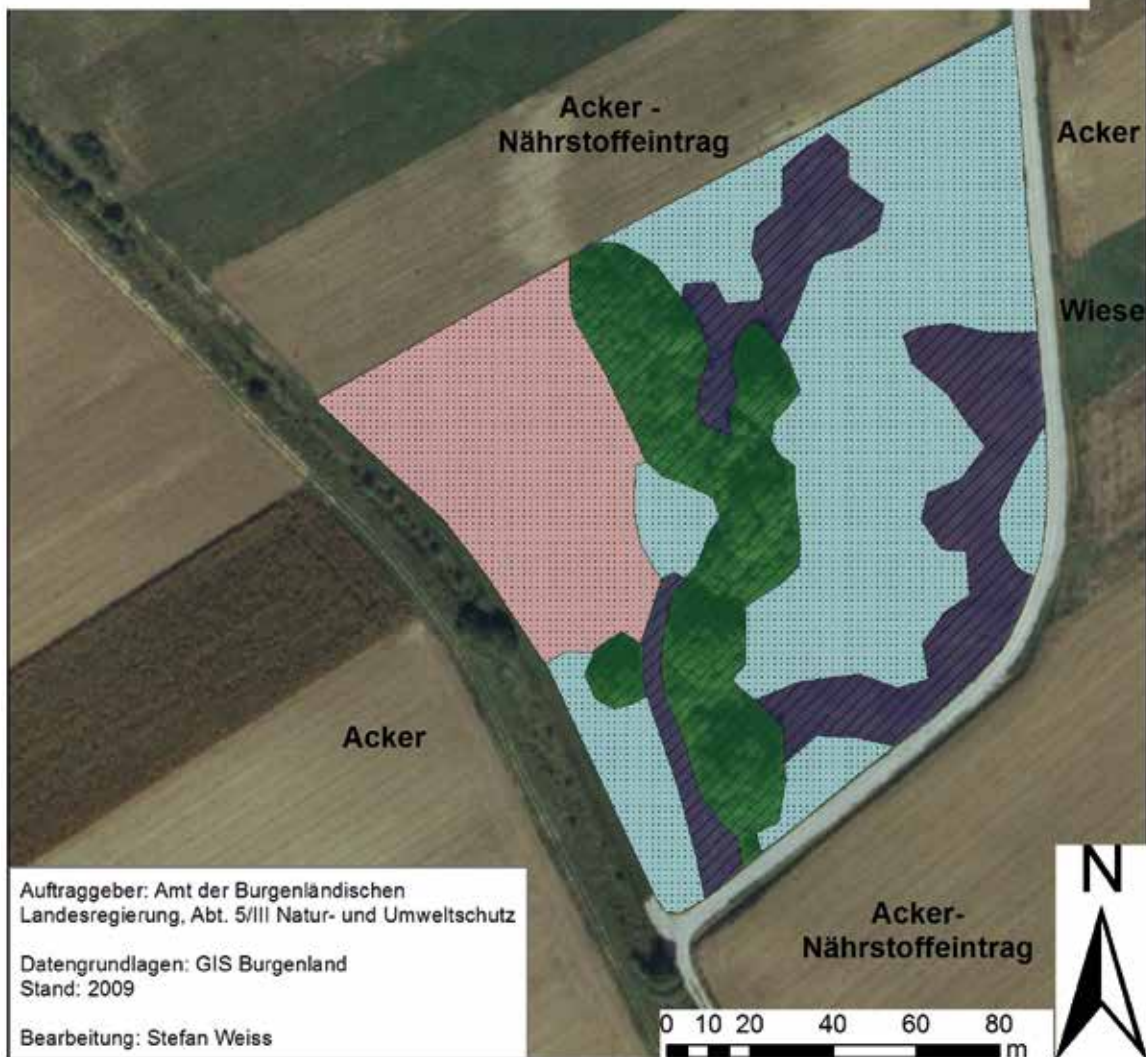 Acker -
Nährstoffeintrag
Acker
Wiese
Acker
Auftraggeber: Amt der Burgenländischen
Landesregierung, Abt. 5/III Natur- und Umweltschutz
Datengrundlagen: GIS Burgenland
Stand: 2009
Bearbeitung: Stefan Weiss
Acker-
Nährstoffeintrag
N
0 10 20 40 60 80
m